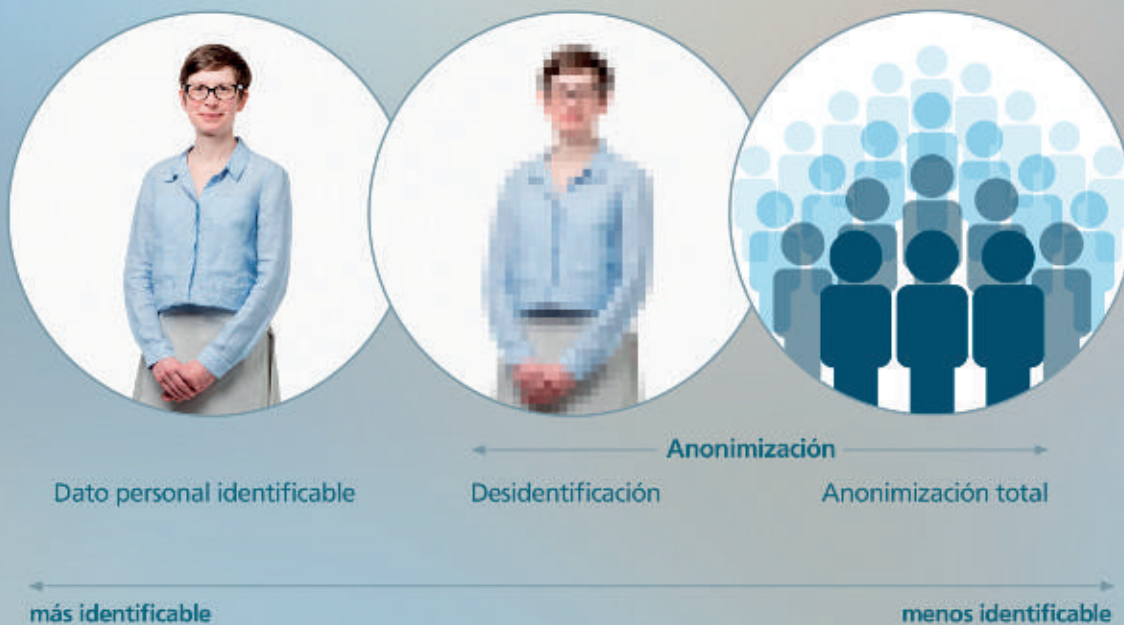 Anonimización
Dato personal identificable
Desidentificación
Anonimización total
más identificable
menos identificable